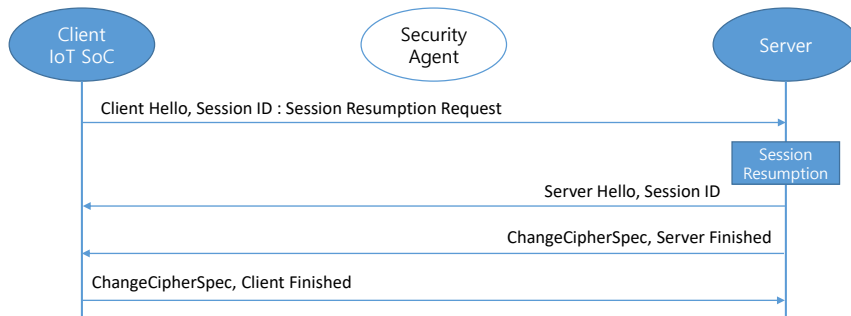 Client
IoT SoC
Security
Agent
Server
Client Hello, Session ID : Session Resumption Request
Session
Resumption
Server Hello, Session ID
ChangeCipherSpec, Server Finished
ChangeCipherSpec, Client Finished